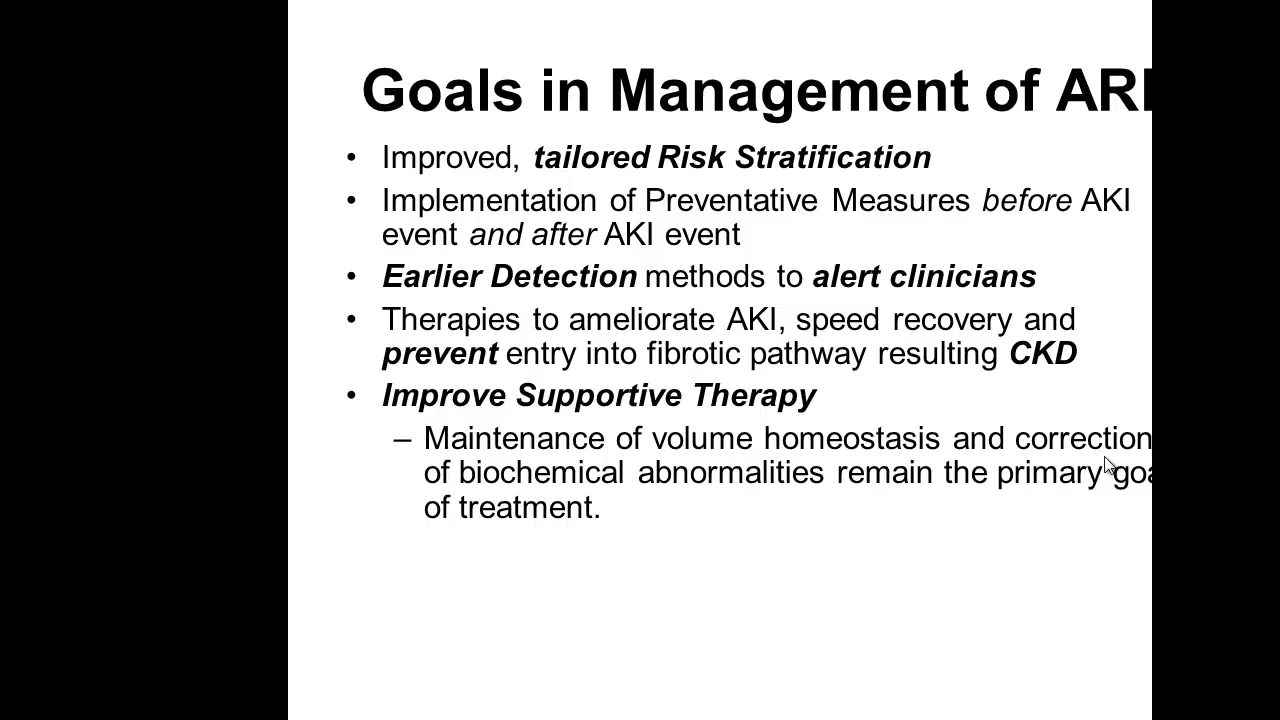 Goals in Management of
• Improved, tailored Risk Stratification
• Implementation of Preventative Measures before AKI
event and after AKI event
• Earlier Detection methods to alert clinicians
• Therapies to ameliorate AKI, speed recovery and
prevent entry into fibrotic pathway resulting CKD
• Improve Supportive Therapy
– Maintenance of volume homeostasis and correction
of biochemical abnormalities remain the primary
of treatment.